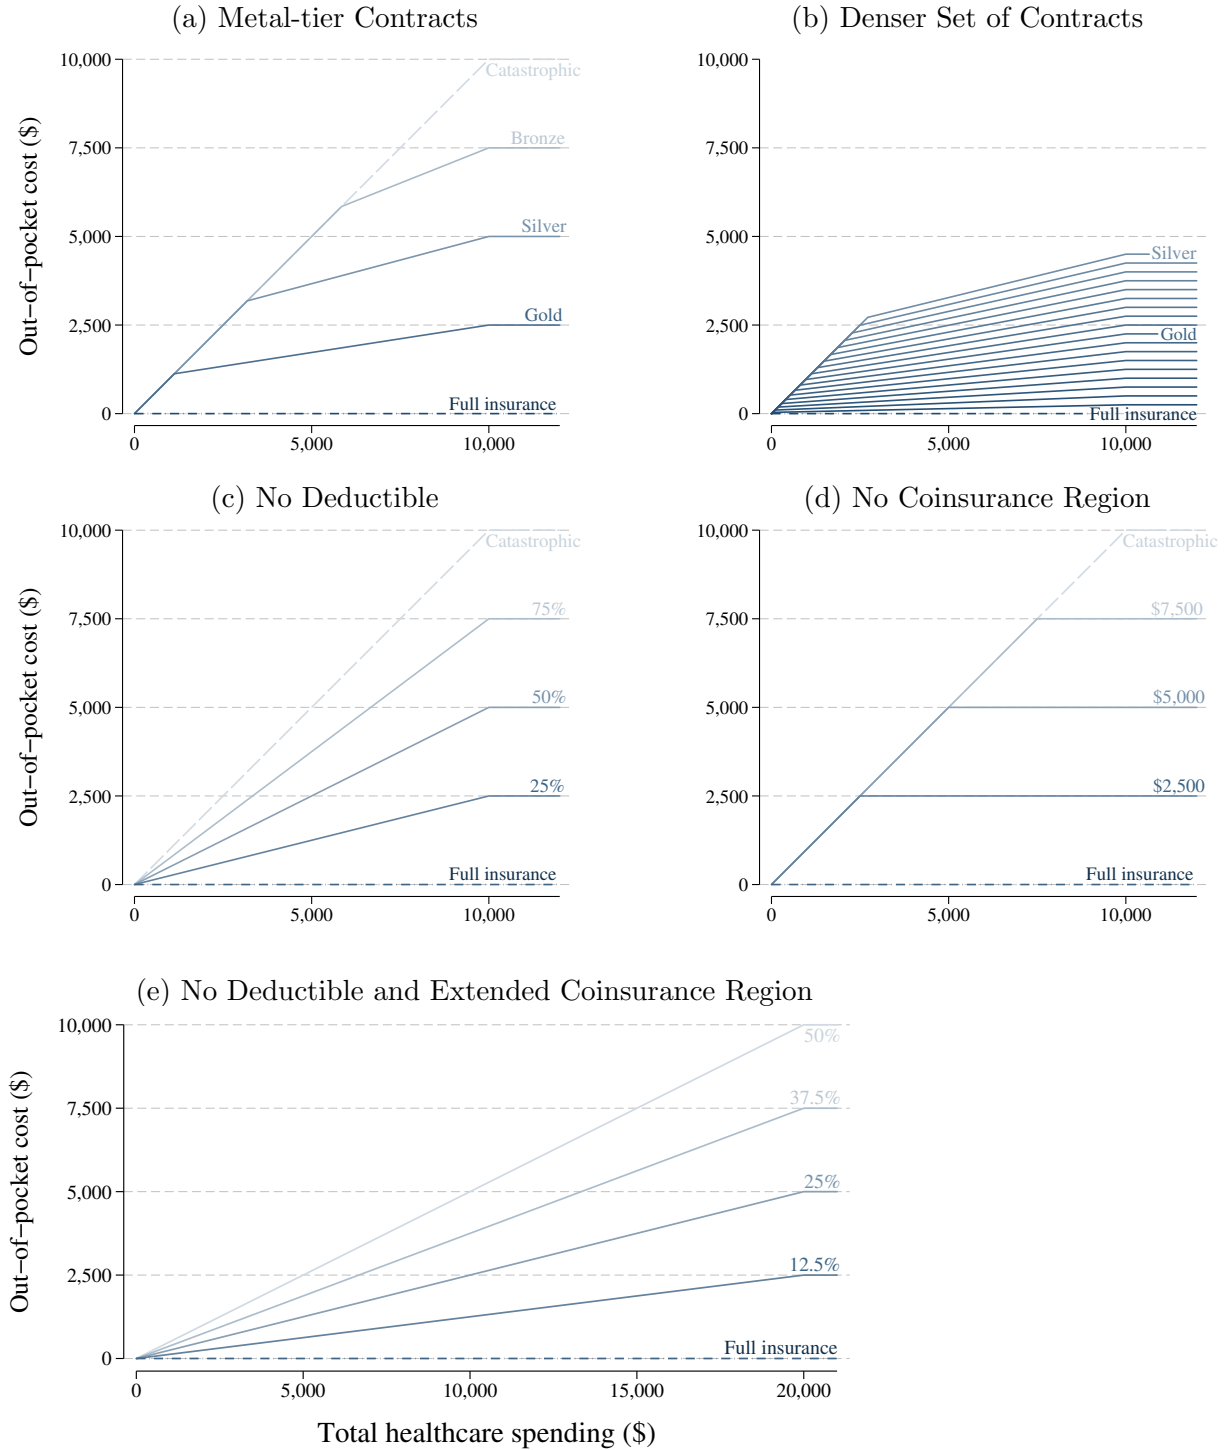 (a) Metal-tier Contracts
(b) Denser Set of Contracts
Out−of−pocket cost ($)
10,000
7,500
5,000
2,500
0
Catastrophic
Bronze
Silver
Gold
Full insurance
0
5,000
10,000
10,000
7,500
5,000
2,500
0
Silver
Gold
Full insurance
0
5,000
10,000
(c) No Deductible
(d) No Coinsurance Region
Out−of−pocket cost ($)
10,000
7,500
5,000
2,500
0
Catastrophic
75%
50%
25%
Full insurance
0
5,000
10,000
10,000
7,500
5,000
2,500
0
Catastrophic
$7,500
$5,000
$2,500
Full insurance
0
5,000
10,000
(e) No Deductible and Extended Coinsurance Region
Out−of−pocket cost ($)
10,000
7,500
5,000
2,500
0
50%
37.5%
25%
12.5%
Full insurance
0
5,000
10,000
15,000
20,000
Total healthcare spending ($)